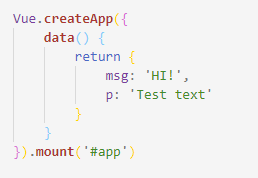 Vue.createApp({
    data() {
        return {
            msg: 'HI!',
            p: 'Test text'
        }
    }
}).mount('#app')